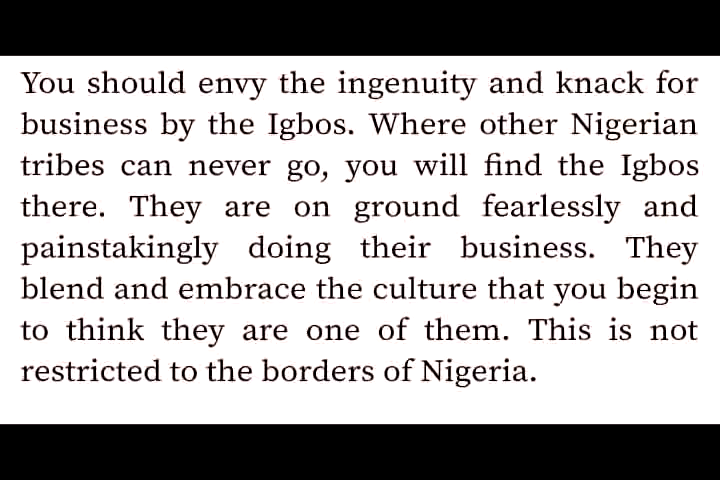 You should envy the ingenuity and knack for
business by the Igbos. Where other Nigerian
tribes can never go, you will find the Igbos
there. They are on ground fearlessly and
painstakingly doing their business. They
blend and embrace the culture that you begin
to think they are one of them. This is not
restricted to the borders of Nigeria.